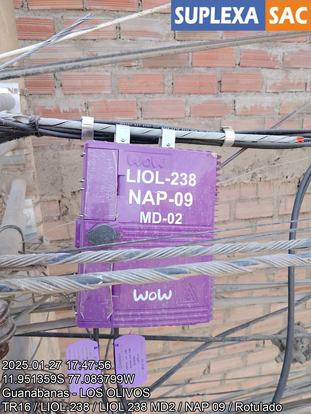 SUPLEXA SAC
WOW
LIOL-238
NAP-09
MD-02
WOW
2025-01-27 17:47:56
11.951359S 77.083799W
Guanabanas - LOS OLIVOS
TR16 / LIOL-238 / LIOL 238 MD2 / NAP 09 / Rotulado